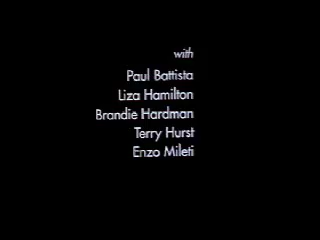 with
Paul Battista
Liza Hamilton
Brandie Hardman
Terry Hurst
Enzo Mileti